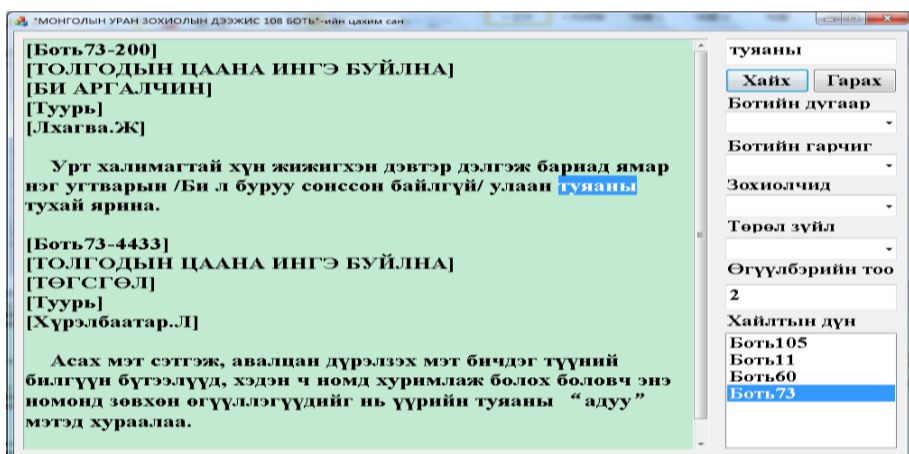 "МОНГОЛЫН УРАН ЗОХИОЛЫН ДЭЭЖИС 108 БОТЬ"-ийн цахим сан
[Боть73-200]
[ТОЛГОДЫН ЦААНА ИНГЭ БУЙЛНА]
[БИ АРГАЛЧИН]
[Туурь]
[Лхагва.Ж]
Урт халимагтай хүн жижигхэн дэвтэр дэлгэж бариад ямар
нэг угтварын /Би л буруу сонссон байлгүй/ улаан туяаны
тухай ярина.
[Боть73-4433]
[ТОЛГОДЫН ЦААНА ИНГЭ БУЙЛНА]
[ТӨГСГӨЛ]
[Туурь]
[Хүрэлбаатар.Л]
Асах мэт сэтгэж, авалцан дүрэлзэх мэт бичдэг түүний
билгүүн бүтээлүүд, хэдэн ч номд хуримлаж болох боловч энэ
номонд зөвхөн өгүүллэгүүдийг нь үүрийн туяаны “адуу”
мэтэд хураалаа.
туяаны
Хайх Гарах
Ботийн дугаар
Ботийн гарчиг
Зохиолчид
Төрөл зүйл
Өгүүлбэрийн тоо
2
Хайлтын дүн
Боть105
Боть11
Боть60
Боть73